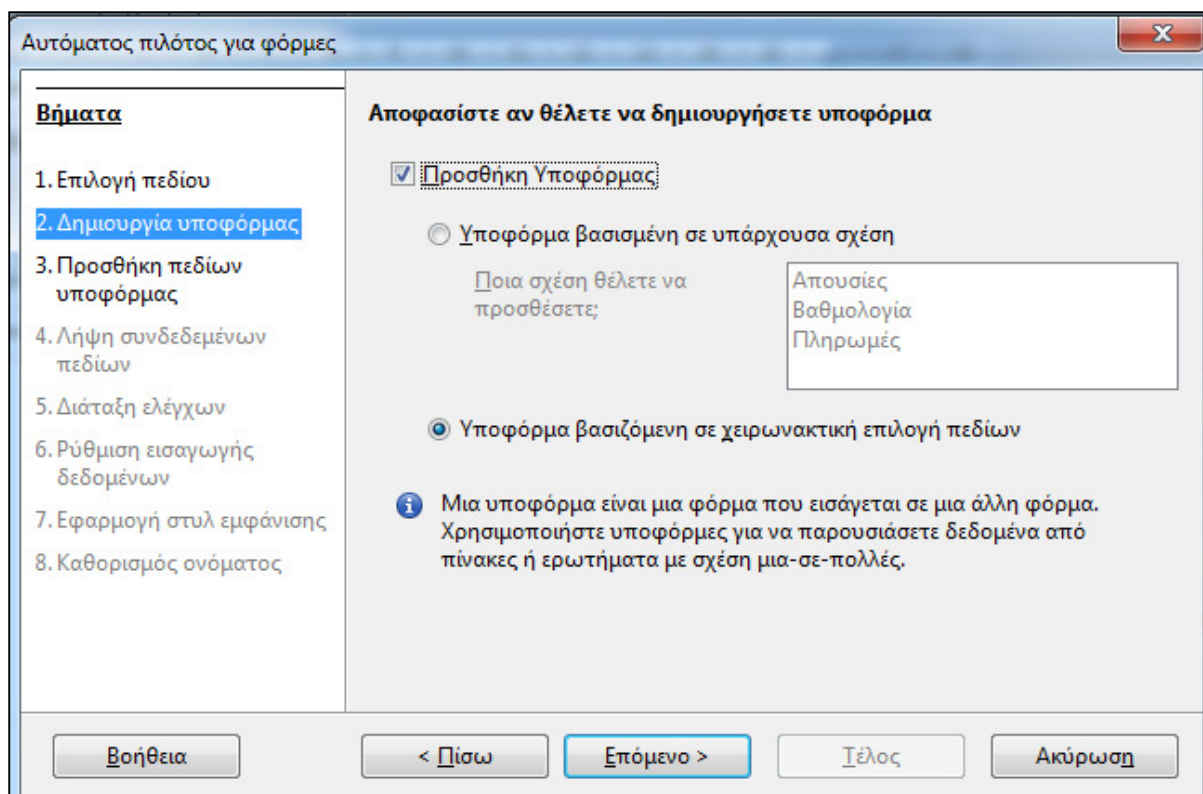 Αυτόματος πιλότος για φόρμες
Βήματα
1. Επιλογή πεδίου
2. Δημιουργία υποφόρμας
3. Προσθήκη πεδίων
υποφόρμας
4. Λήψη συνδεδεμένων
πεδίων
5. Διάταξη ελέγχων
6. Ρύθμιση εισαγωγής
δεδομένων
7. Εφαρμογή στυλ εμφάνισης
8. Καθορισμός ονόματος
Αποφασίστε αν θέλετε να δημιουργήσετε υποφόρμα
Προσθήκη Υποφόρμας
Υποφόρμα βασισμένη σε υπάρχουσα σχέση
Ποια σχέση θέλετε να
προσθέσετε;
Απουσίες
Βαθμολογία
Πληρωμές
Υποφόρμα βασιζόμενη σε χειρωνακτική επιλογή πεδίων
Μια υποφόρμα είναι μια φόρμα που εισάγεται σε μια άλλη φόρμα.
Χρησιμοποιήστε υποφόρμες για να παρουσιάσετε δεδομένα από
πίνακες ή ερωτήματα με σχέση μια-σε-πολλές.
Βοήθεια
< Πίσω
Επόμενο >
Τέλος
Ακύρωση